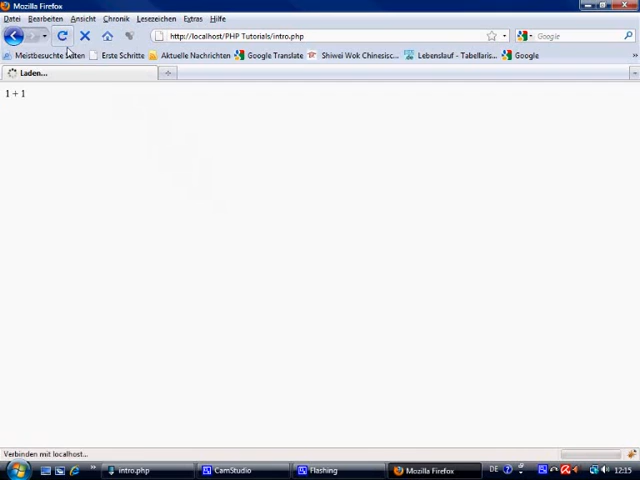 Mozilla Firefox
Datei Bearbeiten Ansicht Chronik Lesezeichen Extras Hilfe
http://localhost/PHP Tutorials/intro.php Google
Meistbesuchte Seiten Erste Schritte Aktuelle Nachrichten Google Translate Shiwei Wok Chinesisc... Lebenslauf - Tabellaris... Google
Laden...
1 + 1
Verbinden mit localhost...
intro.php CamStudio Flashing Mozilla Firefox DE 12:15